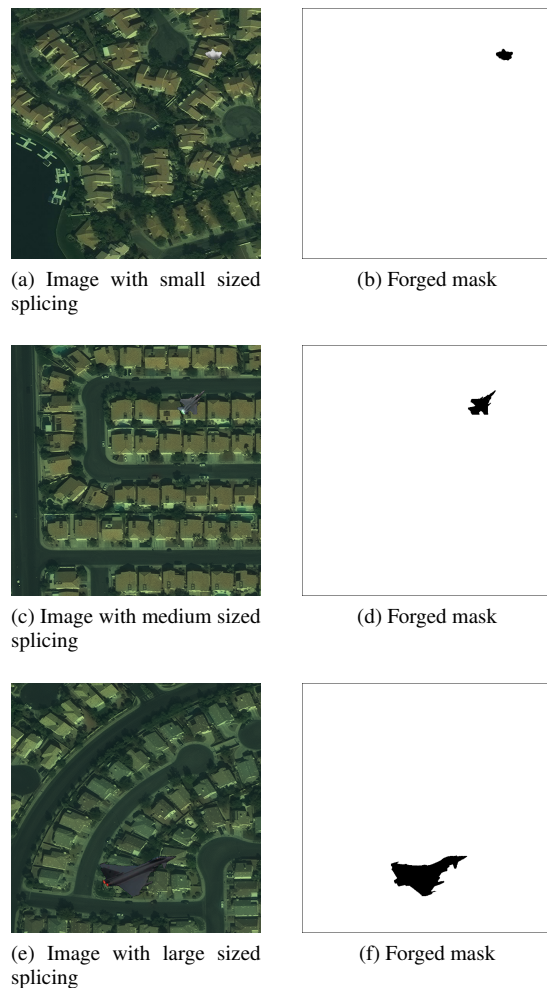 (a) Image with small sized
splicing
(b) Forged mask
(c) Image with medium sized
splicing
(d) Forged mask
(e) Image with large sized
splicing
(f) Forged mask